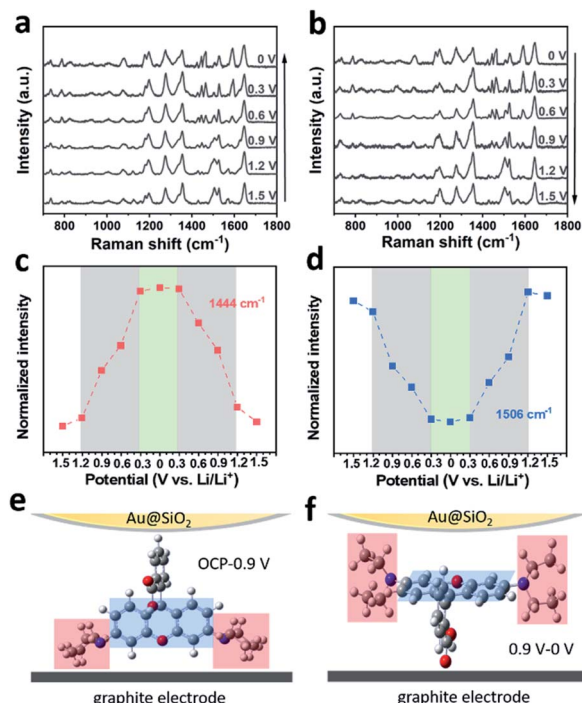 a
Intensity (a.u.)
0 V
0.3 V
0.6 V
0.9 V
1.2 V
1.5 V
800 1000 1200 1400 1600 1800
Raman shift (cm⁻¹)
b
Intensity (a.u.)
0 V
0.3 V
0.6 V
0.9 V
1.2 V
1.5 V
800 1000 1200 1400 1600 1800
Raman shift (cm⁻¹)
c
Normalized intensity
1444 cm⁻¹
1.5 1.2 0.9 0.6 0.3 0 0.3 0.6 0.9 1.2 1.5
Potential (V vs. Li/Li⁺)
d
Normalized intensity
1506 cm⁻¹
1.5 1.2 0.9 0.6 0.3 0 0.3 0.6 0.9 1.2 1.5
Potential (V vs. Li/Li⁺)
e
Au@SiO₂
OCP-0.9 V
graphite electrode
f
Au@SiO₂
0.9 V-0 V
graphite electrode